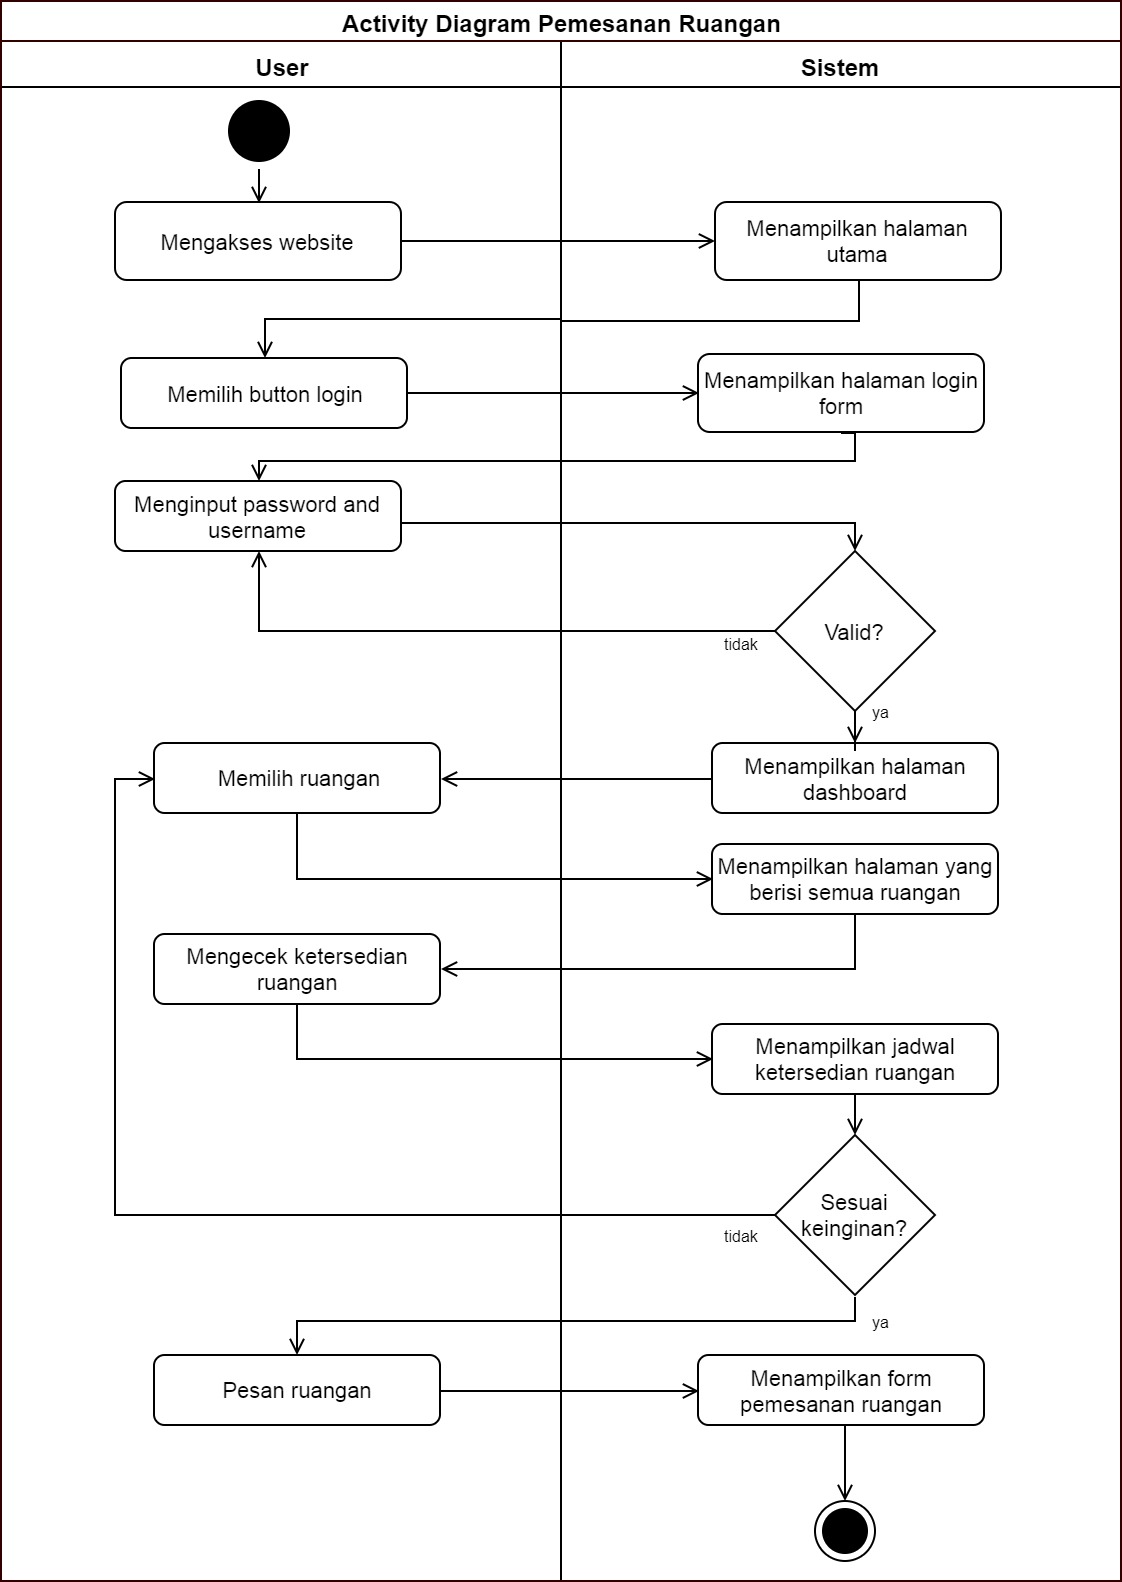 Activity Diagram Pemesanan Ruangan
User
Sistem
Mengakses website
Menampilkan halaman
utama
Memilih button login
Menampilkan halaman login
form
Menginput password and
username
Valid?
tidak
ya
Memilih ruangan
Menampilkan halaman
dashboard
Menampilkan halaman yang
berisi semua ruangan
Mengecek ketersedian
ruangan
Menampilkan jadwal
ketersedian ruangan
Sesuai
keinginan?
tidak
ya
Pesan ruangan
Menampilkan form
pemesanan ruangan